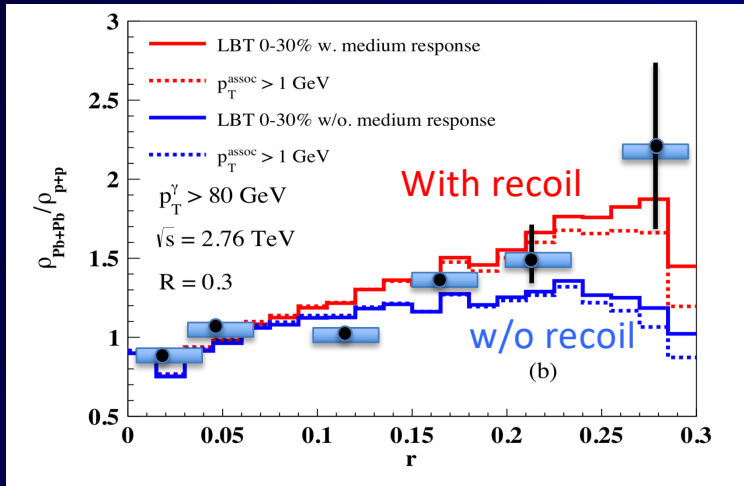 3
2.5
2
1.5
1
0.5
ρ_Pb+Pb/ρ_p+p
LBT 0-30% w. medium response
p_T^assoc > 1 GeV
LBT 0-30% w/o. medium response
p_T^assoc > 1 GeV
p_T^γ > 80 GeV
√s = 2.76 TeV
R = 0.3
With recoil
w/o recoil
(b)
0 0.05 0.1 0.15 0.2 0.25 0.3
r